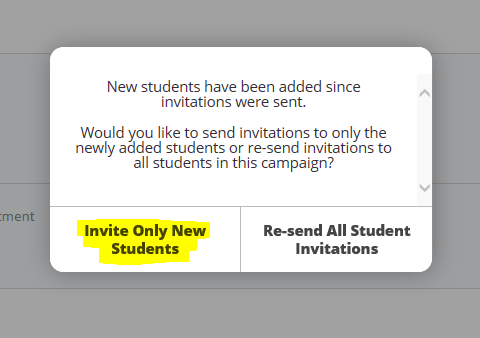 New students have been added since
invitations were sent.
Would you like to send invitations to only the
newly added students or re-send invitations to
all students in this campaign?
tment
Invite Only New
Students
Re-send All Student
Invitations